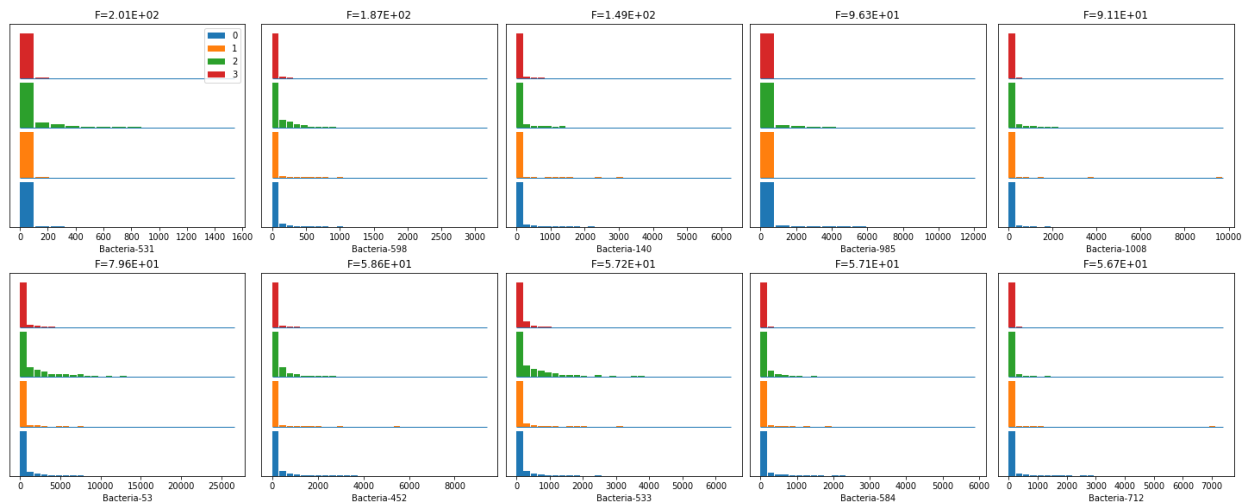 F=2.01E+02
F=1.87E+02
F=1.49E+02
F=9.63E+01
F=9.11E+01
0
1
2
3
0 200 400 600 800 1000 1200 1400 1600
0 500 1000 1500 2000 2500 3000
0 1000 2000 3000 4000 5000 6000
0 2000 4000 6000 8000 10000 12000
0 2000 4000 6000 8000 10000
Bacteria-531
Bacteria-598
Bacteria-140
Bacteria-985
Bacteria-1008
F=7.96E+01
F=5.86E+01
F=5.72E+01
F=5.71E+01
F=5.67E+01
0 5000 10000 15000 20000 25000
0 2000 4000 6000 8000
0 1000 2000 3000 4000 5000 6000
0 1000 2000 3000 4000 5000 6000
0 1000 2000 3000 4000 5000 6000 7000
Bacteria-53
Bacteria-452
Bacteria-533
Bacteria-584
Bacteria-712